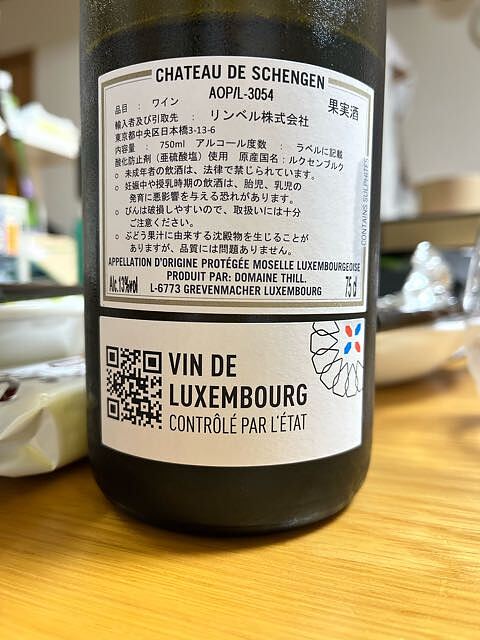 CHATEAU DE SCHENGEN
AOP/L-3054
品目 : ワイン
果実酒
輸入者及び引取先 : リンベル株式会社
東京都中央区日本橋3-13-6
内容量 : 750ml アルコール度数 : ラベルに記載
酸化防止剤（亜硫酸塩）使用 原産国名：ルクセンブルク
○ 未成年者の飲酒は、法律で禁じられています。
○ 妊娠中や授乳時期の飲酒は、胎児、乳児の
発育に悪影響を与える恐れがあります。
○ びんは破損しやすいので、取扱いには十分
ご注意ください。
○ ぶどう果汁に由来する沈殿物を生じることが
ありますが、品質には問題ありません。
CONTAINS SULPHITES
APPELLATION D'ORIGINE PROTÉGÉE MOSELLE LUXEMBOURGEOISE
PRODUIT PAR: DOMAINE THILL.
Alc.13%vol
L-6773 GREVENMACHER LUXEMBOURG
75 cl
VIN DE
LUXEMBOURG
CONTRÔLÉ PAR L'ÉTAT